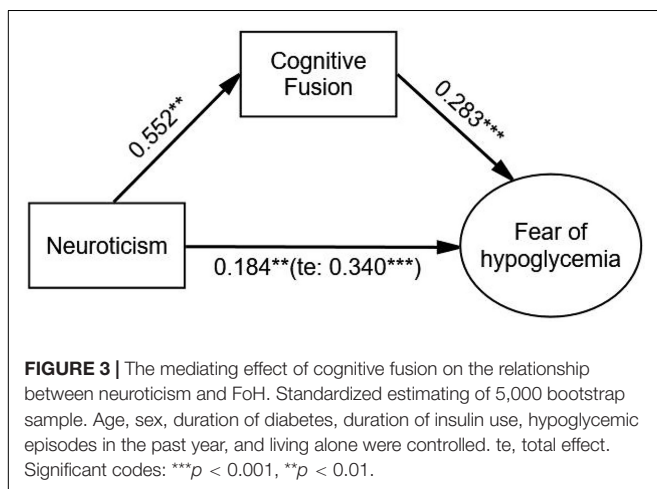 Cognitive
Fusion
0.552**
0.283***
Neuroticism
Fear of
hypoglycemia
0.184**(te: 0.340***)
FIGURE 3 | The mediating effect of cognitive fusion on the relationship
between neuroticism and FoH. Standardized estimating of 5,000 bootstrap
sample. Age, sex, duration of diabetes, duration of insulin use, hypoglycemic
episodes in the past year, and living alone were controlled. te, total effect.
Significant codes: ***p < 0.001, **p < 0.01.